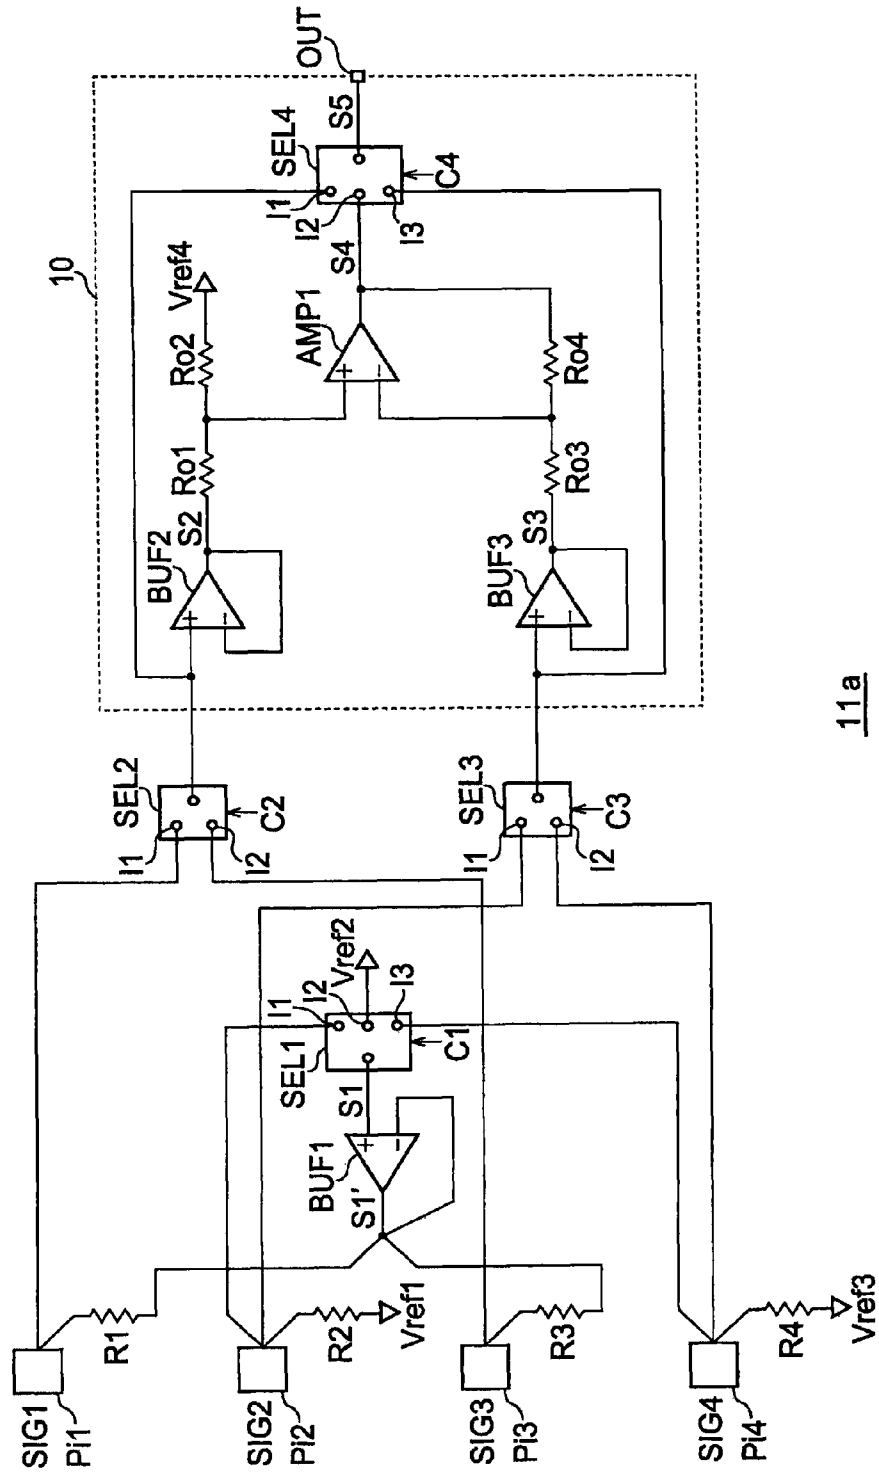 SIG1
Pi1
R1
SIG2
Pi2
R2
Vref1
SIG3
Pi3
R3
SIG4
Pi4
R4
Vref3
S1'
BUF1
+
−
S1
SEL1
I1
I2
I3
Vref2
C1
SEL2
I1
I2
C2
SEL3
I1
I2
C3
10
BUF2
+
−
S2
Ro1
Ro2
Vref4
BUF3
+
−
S3
Ro3
Ro4
AMP1
+
−
S4
SEL4
I1
I2
I3
C4
S5
OUT
11a